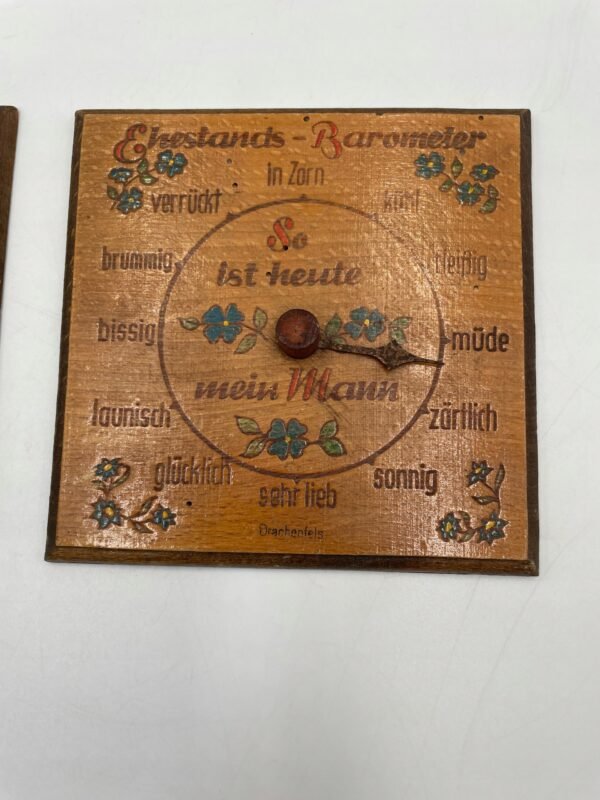 Ehestands-Barometer
in Zorn
verrückt
kühl
brummig
fleißig
So
ist heute
bissig
müde
mein Mann
launisch
zärtlich
glücklich
sonnig
sehr lieb
Drachenfels